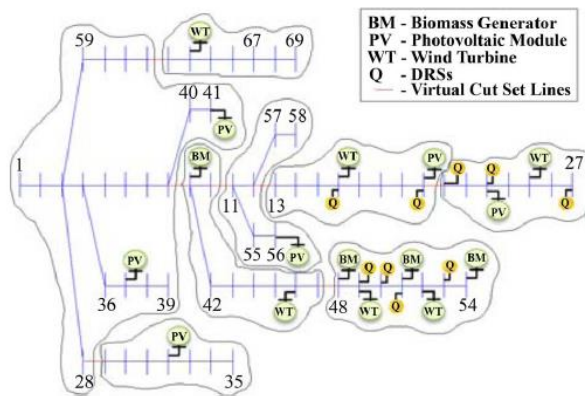 BM - Biomass Generator
PV - Photovoltaic Module
WT - Wind Turbine
Q - DRSs
- Virtual Cut Set Lines
59 WT 67 69
40 41
PV
57 58
1 BM WT PV Q Q WT 27
11 13 Q Q PV Q
PV 55 56 PV
36 39 42 WT BM Q Q BM Q BM
48 WT Q WT 54
PV
28 35